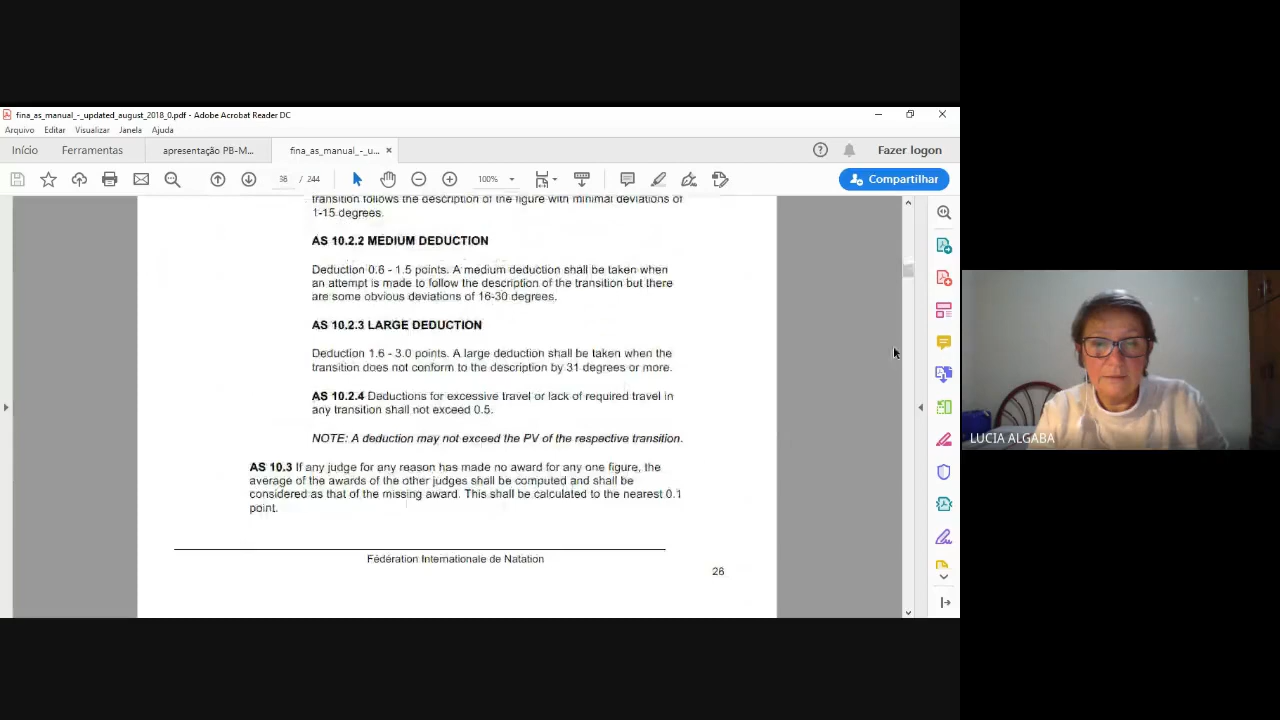 fina_as_manual_-_updated_august_2018_0.pdf - Adobe Acrobat Reader DC
Arquivo Editar Visualizar Janela Ajuda
Início Ferramentas apresentação PB-M... fina_as_manual_-_u... Fazer logon
38 / 244 100% Compartilhar
transition follows the description of the figure with minimal deviations of
1-15 degrees.
AS 10.2.2 MEDIUM DEDUCTION
Deduction 0.6 - 1.5 points. A medium deduction shall be taken when
an attempt is made to follow the description of the transition but there
are some obvious deviations of 16-30 degrees.
AS 10.2.3 LARGE DEDUCTION
Deduction 1.6 - 3.0 points. A large deduction shall be taken when the
transition does not conform to the description by 31 degrees or more.
AS 10.2.4 Deductions for excessive travel or lack of required travel in
any transition shall not exceed 0.5.
NOTE: A deduction may not exceed the PV of the respective transition.
AS 10.3 If any judge for any reason has made no award for any one figure, the
average of the awards of the other judges shall be computed and shall be
considered as that of the missing award. This shall be calculated to the nearest 0.1
point.
Fédération Internationale de Natation
26
LUCIA ALGABA